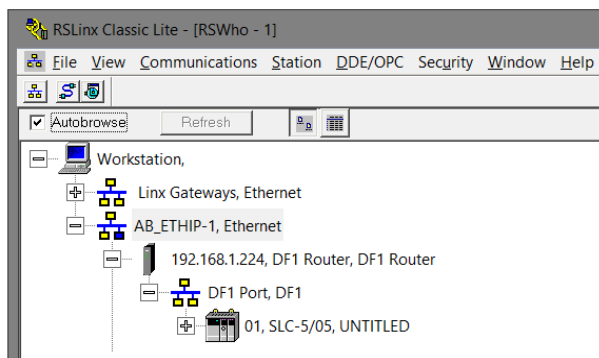 RSLinx Classic Lite - [RSWho - 1]
File View Communications Station DDE/OPC Security Window Help
Autobrowse Refresh
Workstation,
Linx Gateways, Ethernet
AB_ETHIP-1, Ethernet
192.168.1.224, DF1 Router, DF1 Router
DF1 Port, DF1
01, SLC-5/05, UNTITLED